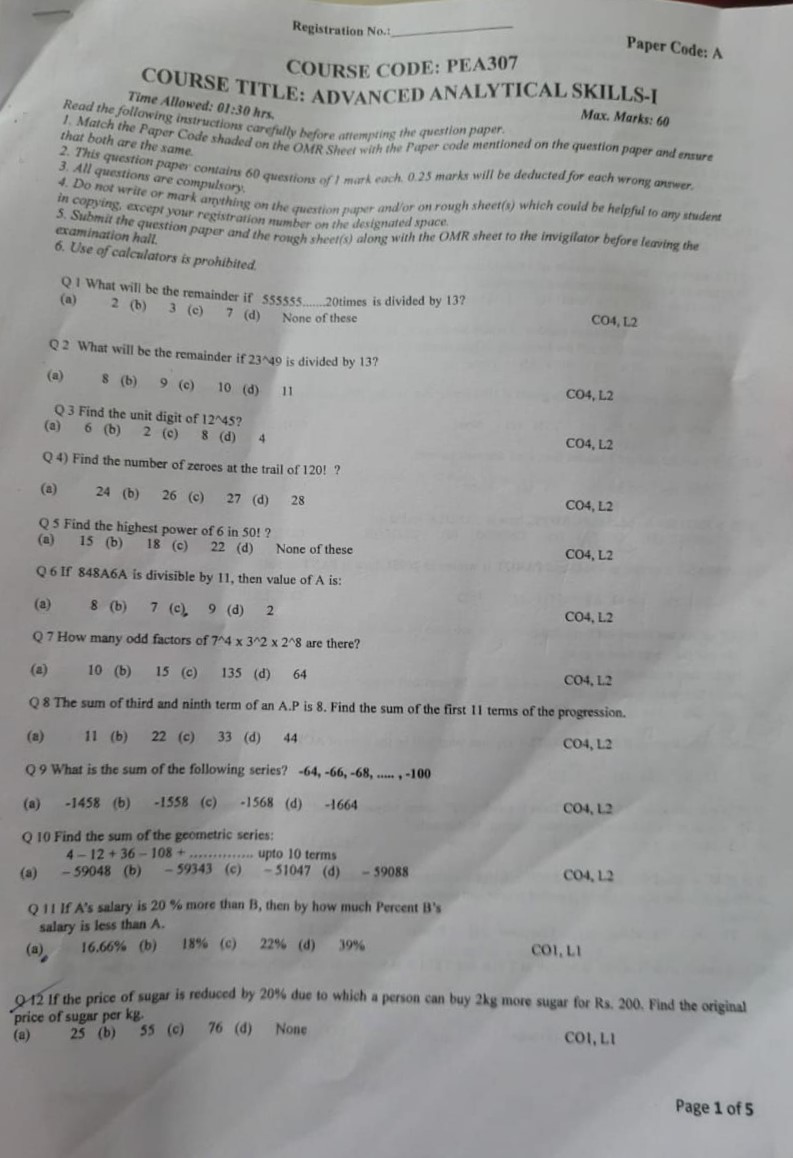 Registration No.:
Paper Code: A
COURSE CODE: PEA307
COURSE TITLE: ADVANCED ANALYTICAL SKILLS-I
Time Allowed: 01:30 hrs.
Max. Marks: 60
Read the following instructions carefully before attempting the question paper.
1. Match the Paper Code shaded on the OMR Sheet with the Paper code mentioned on the question paper and ensure
that both are the same.
2. This question paper contains 60 questions of 1 mark each. 0.25 marks will be deducted for each wrong answer.
3. All questions are compulsory.
4. Do not write or mark anything on the question paper and/or on rough sheet(s) which could be helpful to any student
in copying, except your registration number on the designated space.
5. Submit the question paper and the rough sheet(s) along with the OMR sheet to the invigilator before leaving the
examination hall.
6. Use of calculators is prohibited.
Q 1 What will be the remainder if 555555.......20times is divided by 13?
(a) 2 (b) 3 (c) 7 (d) None of these
CO4, L2
Q 2 What will be the remainder if 23^49 is divided by 13?
(a) 8 (b) 9 (c) 10 (d) 11
CO4, L2
Q 3 Find the unit digit of 12^45?
(a) 6 (b) 2 (c) 8 (d) 4
CO4, L2
Q 4) Find the number of zeroes at the trail of 120! ?
(a) 24 (b) 26 (c) 27 (d) 28
CO4, L2
Q 5 Find the highest power of 6 in 50! ?
(a) 15 (b) 18 (c) 22 (d) None of these
CO4, L2
Q 6 If 848A6A is divisible by 11, then value of A is:
(a) 8 (b) 7 (c) 9 (d) 2
CO4, L2
Q 7 How many odd factors of 7^4 x 3^2 x 2^8 are there?
(a) 10 (b) 15 (c) 135 (d) 64
CO4, L2
Q 8 The sum of third and ninth term of an A.P is 8. Find the sum of the first 11 terms of the progression.
(a) 11 (b) 22 (c) 33 (d) 44
CO4, L2
Q 9 What is the sum of the following series? -64, -66, -68, ..... , -100
(a) -1458 (b) -1558 (c) -1568 (d) -1664
CO4, L2
Q 10 Find the sum of the geometric series:
4 – 12 + 36 – 108 + .............. upto 10 terms
(a) – 59048 (b) – 59343 (c) – 51047 (d) – 59088
CO4, L2
Q 11 If A's salary is 20 % more than B, then by how much Percent B's
salary is less than A.
(a) 16.66% (b) 18% (c) 22% (d) 39%
CO1, L1
Q 12 If the price of sugar is reduced by 20% due to which a person can buy 2kg more sugar for Rs. 200. Find the original
price of sugar per kg.
(a) 25 (b) 55 (c) 76 (d) None
CO1, L1
Page 1 of 5